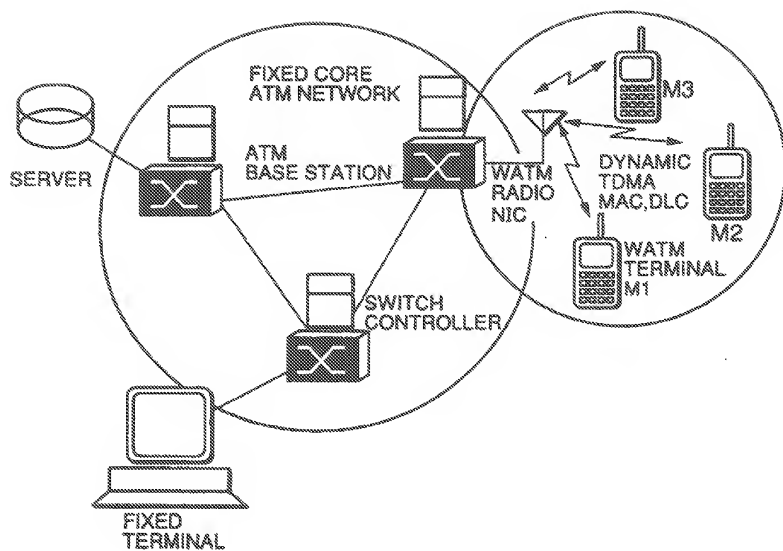 FIXED CORE
ATM NETWORK
SERVER
ATM
BASE STATION
WATM
RADIO
NIC
DYNAMIC
TDMA
MAC,DLC
M3
M2
WATM
TERMINAL
M1
SWITCH
CONTROLLER
FIXED
TERMINAL